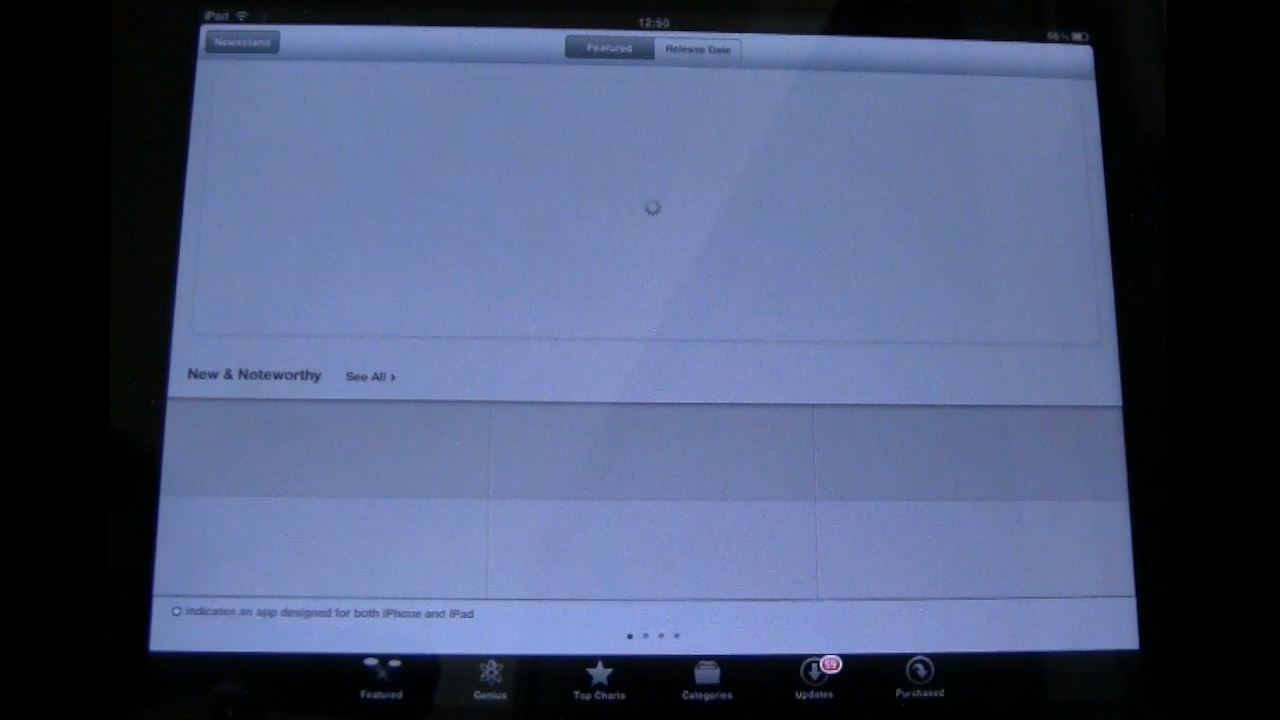 iPad
12:50
56%
Newsstand
Featured
Release Date
New & Noteworthy
See All >
indicates an app designed for both iPhone and iPad
59
Featured
Genius
Top Charts
Categories
Updates
Purchased